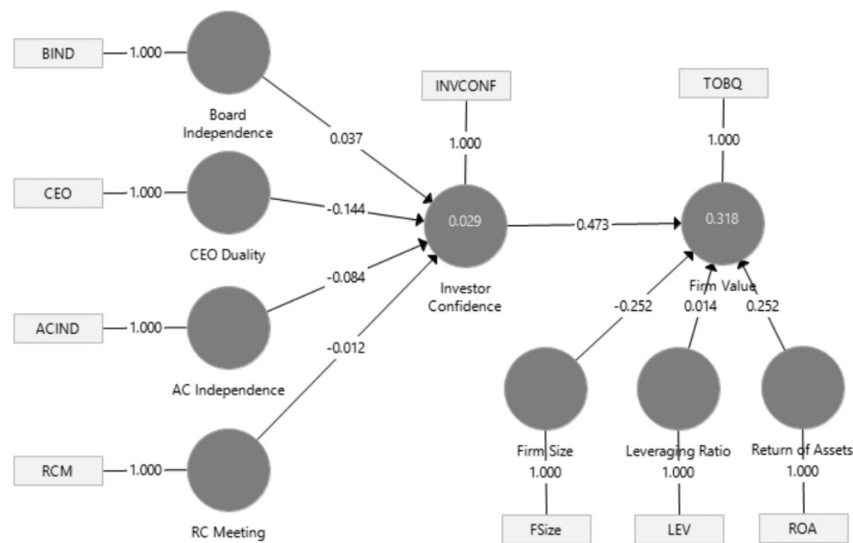 BIND
1.000
Board
Independence
0.037
CEO
1.000
CEO Duality
-0.144
ACIND
1.000
AC Independence
-0.084
RCM
1.000
RC Meeting
-0.012
INVCONF
1.000
0.029
Investor
Confidence
0.473
TOBQ
1.000
0.318
Firm Value
-0.252
0.014
0.252
Firm Size
Leveraging Ratio
Return of Assets
1.000
1.000
1.000
FSize
LEV
ROA